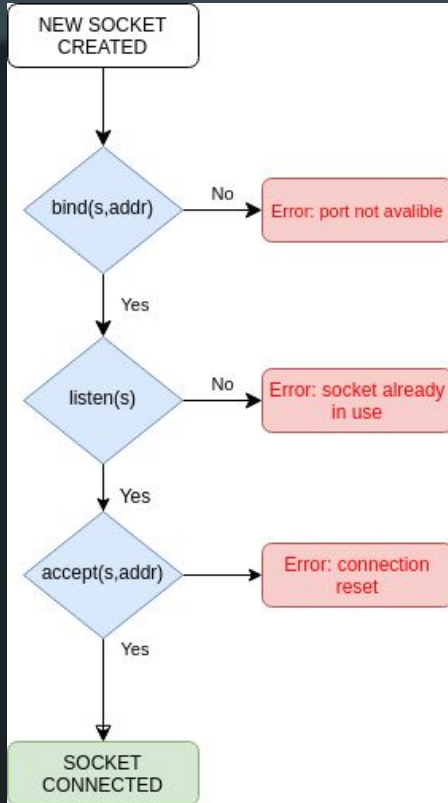 NEW SOCKET
CREATED
bind(s,addr)
No
Error: port not avalible
Yes
listen(s)
No
Error: socket already
in use
Yes
accept(s,addr)
Error: connection
reset
Yes
SOCKET
CONNECTED